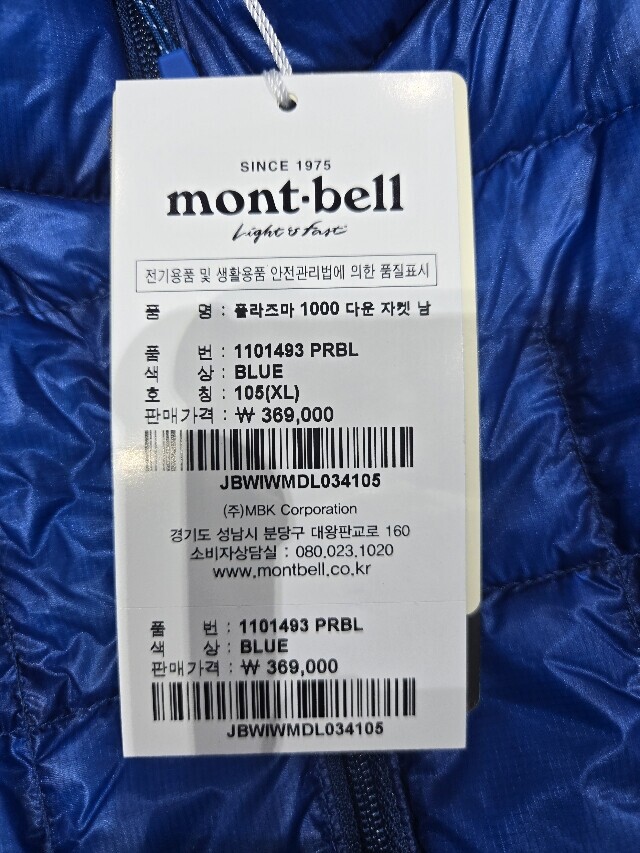 SINCE 1975
mont·bell
Light & Fast
전기용품 및 생활용품 안전관리법에 의한 품질표시
품 명 : 플라즈마 1000 다운 자켓 남
품 번 : 1101493 PRBL
색 상 : BLUE
호 칭 : 105(XL)
판매가격 : ₩ 369,000
JBWIWMDL034105
(주)MBK Corporation
경기도 성남시 분당구 대왕판교로 160
소비자상담실 : 080.023.1020
www.montbell.co.kr
품 번 : 1101493 PRBL
색 상 : BLUE
판매가격 : ₩ 369,000
JBWIWMDL034105